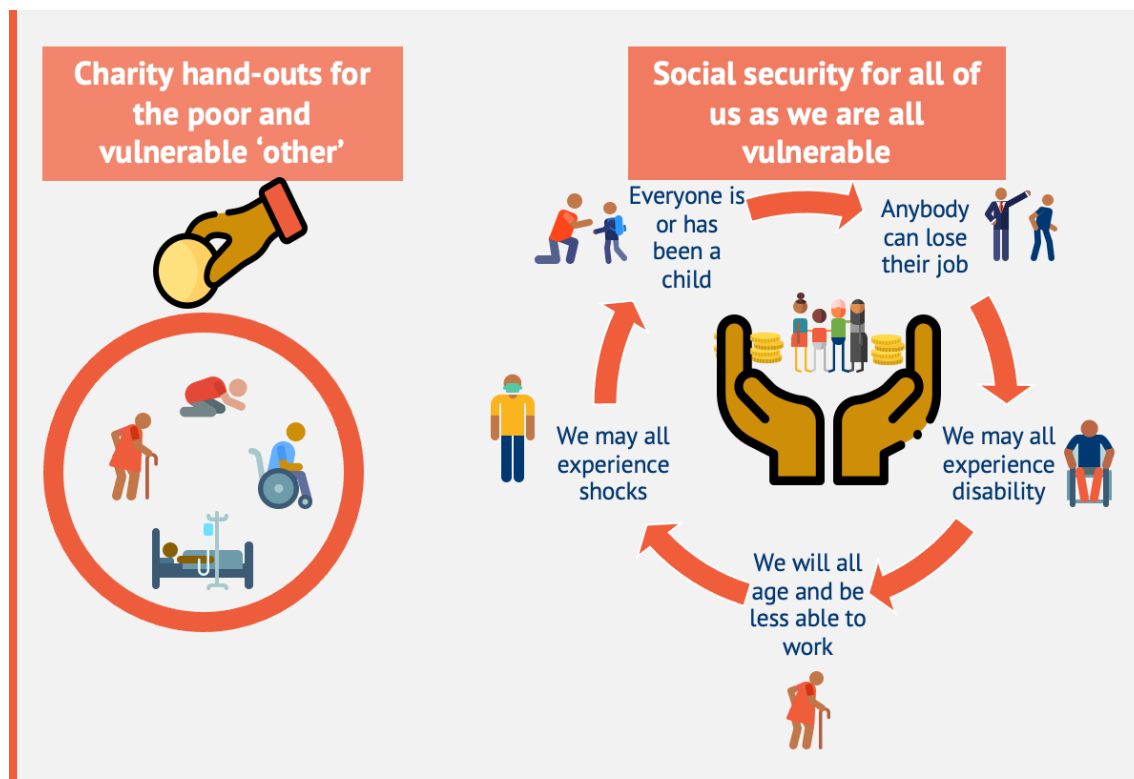 Charity hand-outs for
the poor and
vulnerable ‘other’
Social security for all of
us as we are all
vulnerable
Everyone is
or has
been a
child
Anybody
can lose
their job
We may all
experience
disability
We will all
age and be
less able to
work
We may all
experience
shocks